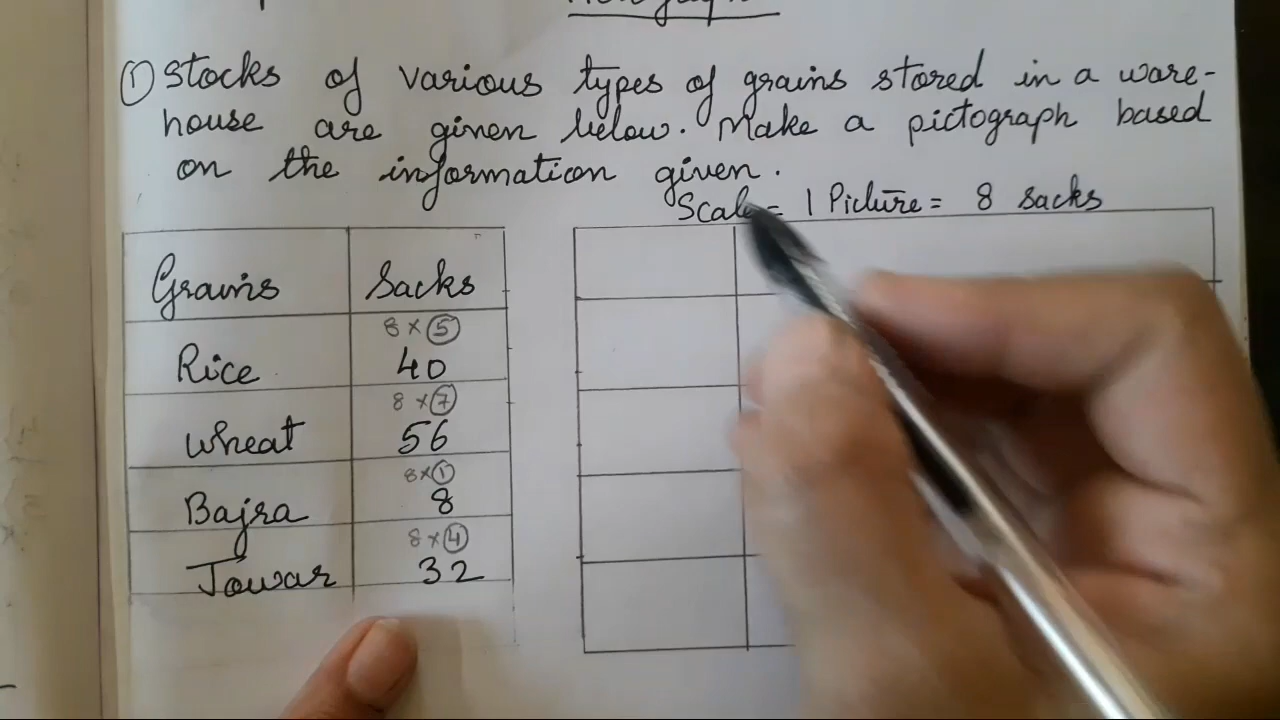 ① Stocks of various types of grains stored in a ware-
house are given below. Make a pictograph based
on the information given.
Scale = 1 Picture = 8 sacks
Grains Sacks
8 × ⑤
Rice 40
8 × ⑦
Wheat 56
8 × ①
Bajra 8
8 × ④
Jowar 32